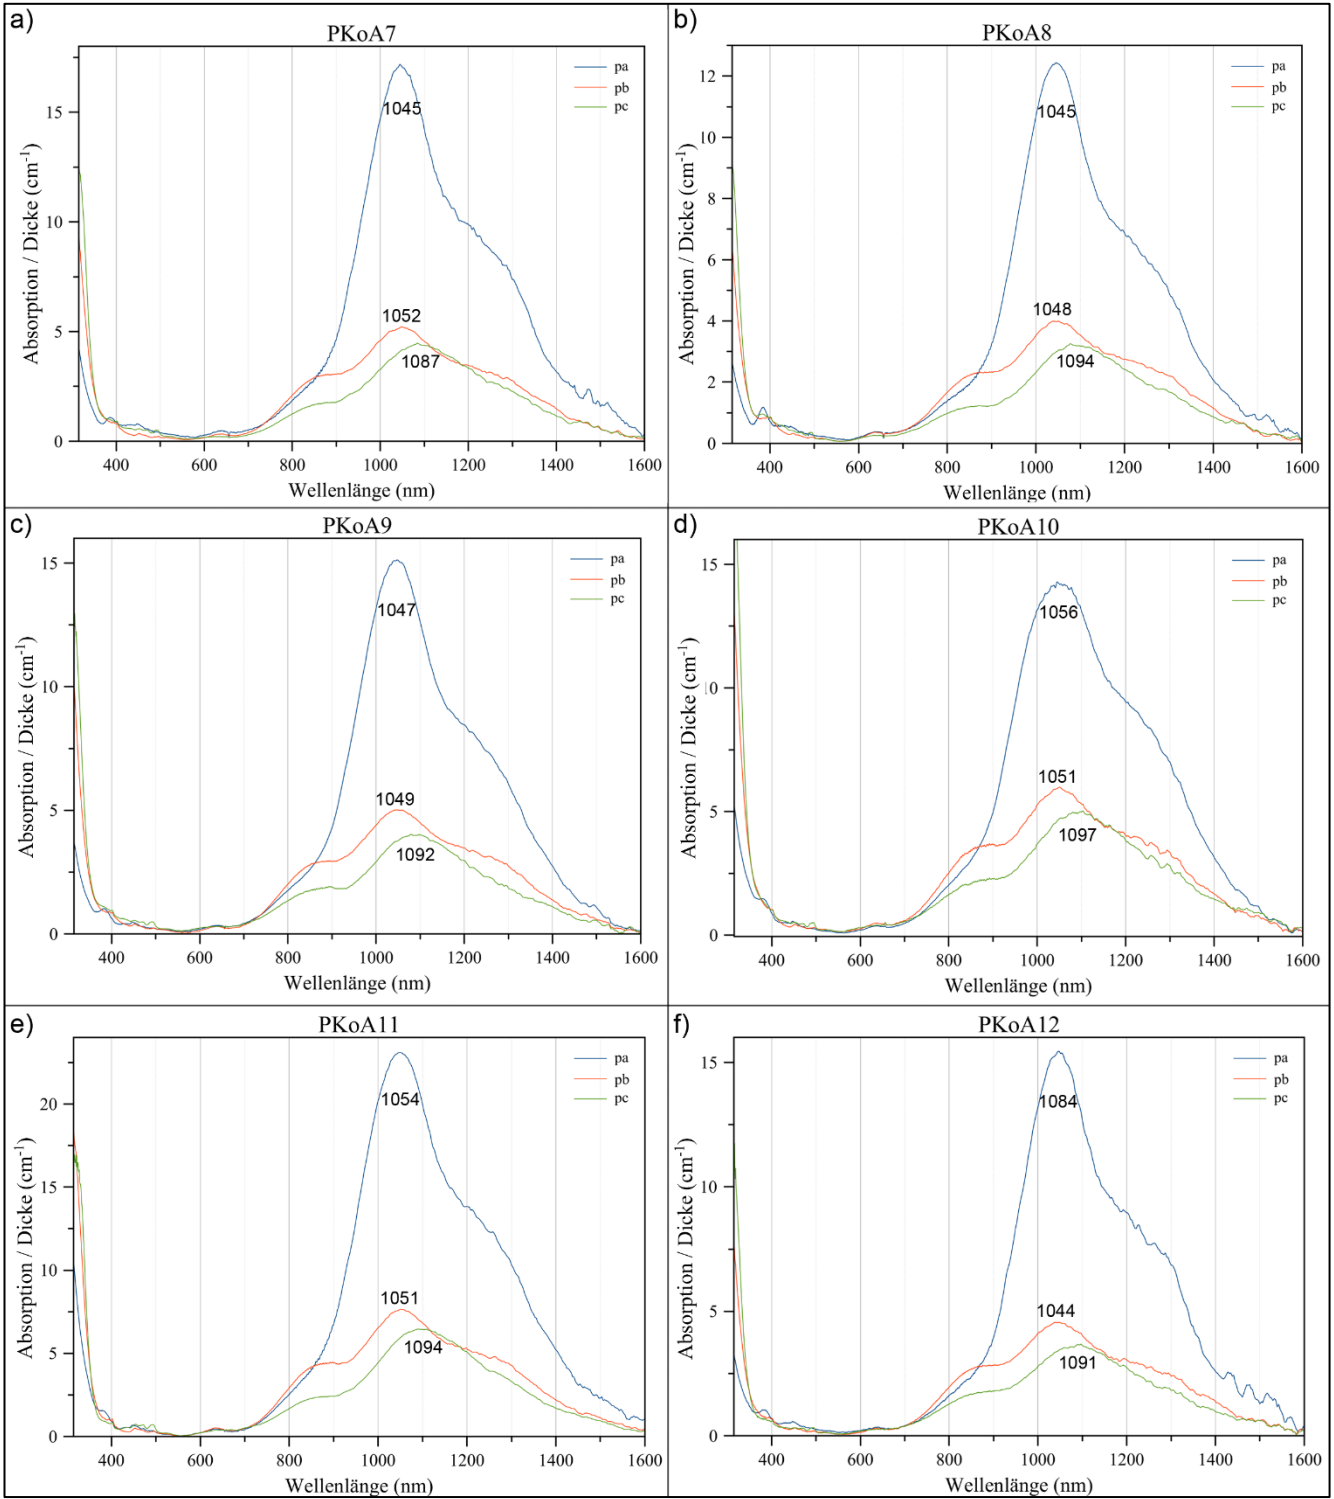 a)
PKoA7
pa
pb
pc
1045
1052
1087
15
10
5
0
Absorption / Dicke (cm-1)
400 600 800 1000 1200 1400 1600
Wellenlänge (nm)
b)
PKoA8
pa
pb
pc
1045
1048
1094
12
10
8
6
4
2
0
Absorption / Dicke (cm-1)
400 600 800 1000 1200 1400 1600
Wellenlänge (nm)
c)
PKoA9
pa
pb
pc
1047
1049
1092
15
10
5
0
Absorption / Dicke (cm-1)
400 600 800 1000 1200 1400 1600
Wellenlänge (nm)
d)
PKoA10
pa
pb
pc
1056
1051
1097
15
10
5
0
Absorption / Dicke (cm-1)
400 600 800 1000 1200 1400 1600
Wellenlänge (nm)
e)
PKoA11
pa
pb
pc
1054
1051
1094
20
15
10
5
0
Absorption / Dicke (cm-1)
400 600 800 1000 1200 1400 1600
Wellenlänge (nm)
f)
PKoA12
pa
pb
pc
1084
1044
1091
15
10
5
0
Absorption / Dicke (cm-1)
400 600 800 1000 1200 1400 1600
Wellenlänge (nm)